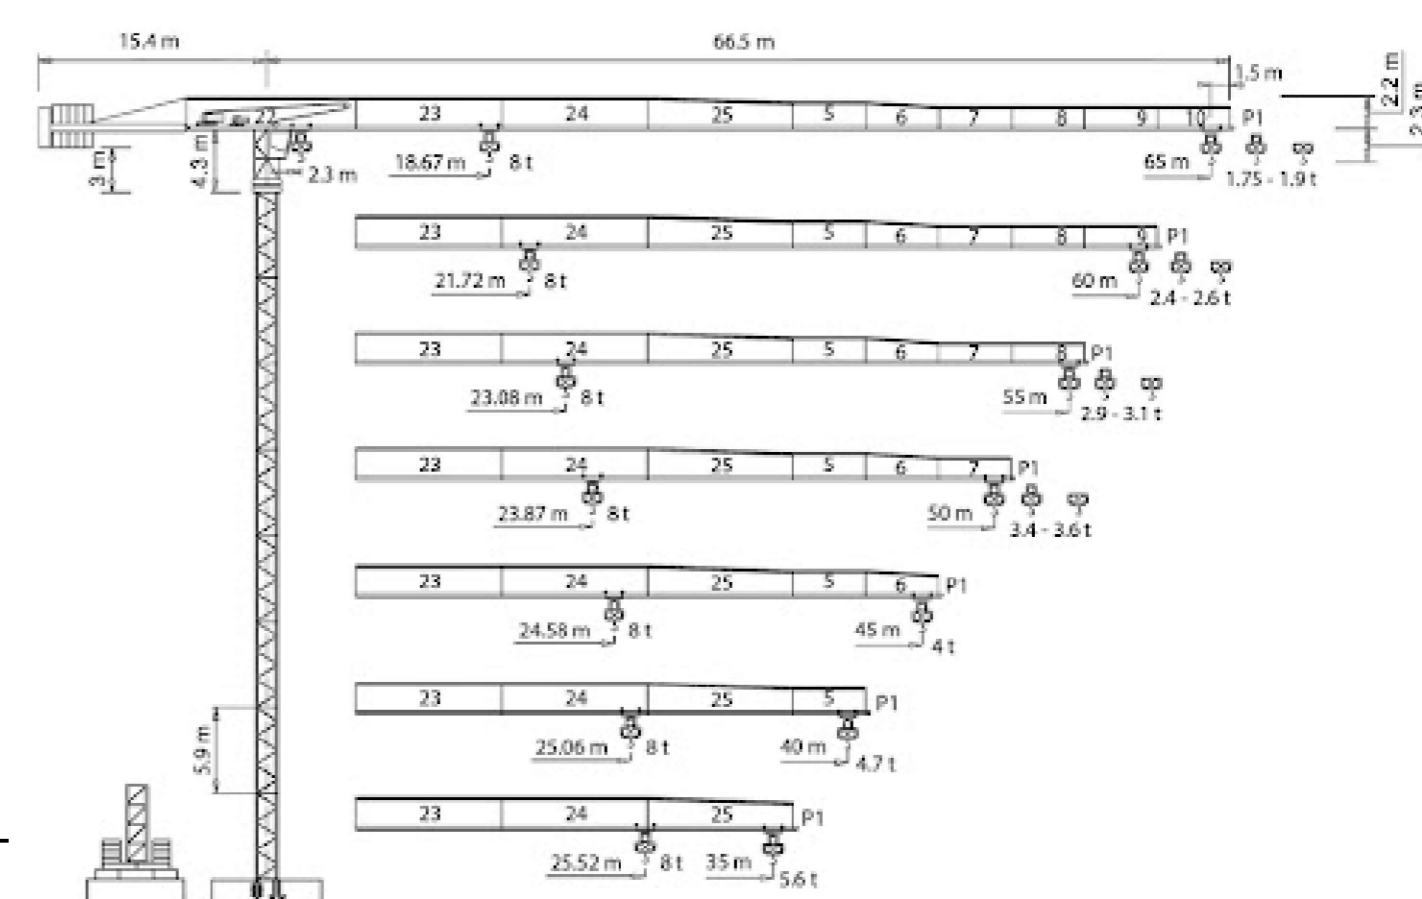 15.4 m 66.5 m
1.5 m
2.2 m
2.3 m
22 23 24 25 5 6 7 8 9 10 P1
3 m 4.3 m 2.3 m 18.67 m 8 t 65 m 1.75 - 1.9 t
23 24 25 5 6 7 8 9 P1
21.72 m 8 t 60 m 2.4 - 2.6 t
23 24 25 5 6 7 8 P1
23.08 m 8 t 55 m 2.9 - 3.1 t
23 24 25 5 6 7 P1
23.87 m 8 t 50 m 3.4 - 3.6 t
23 24 25 5 6 P1
24.58 m 8 t 45 m 4 t
23 24 25 5 P1
5.9 m 25.06 m 8 t 40 m 4.7 t
23 24 25 P1
25.52 m 8 t 35 m 5.6 t